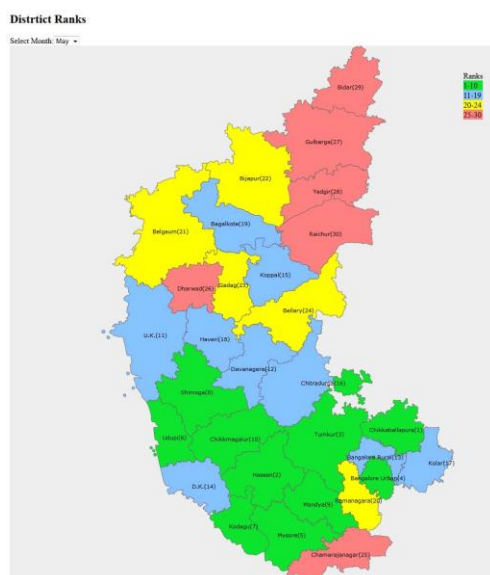 Distrtict Ranks
Select Month: May
Ranks
1-10
11-19
20-24
25-30
Bidar(29)
Gulbarga(27)
Bijapur(22)
Yadgir(28)
Bagalkote(19)
Belgaum(21)
Raichur(30)
Koppal(15)
Dharwad(26)
Gadag(23)
Bellary(24)
U.K.(11)
Haveri(18)
Davanagere(12)
Chitradurga(16)
Shimoga(8)
Chikkaballapura(1)
Udupi(6)
Chikkmagalur(10)
Tumkur(3)
Bangalore Rural(13)
Kolar(17)
Hassan(2)
Bangalore Urban(4)
D.K.(14)
Ramanagara(20)
Mandya(9)
Kodagu(7)
Mysore(5)
Chamarajanagar(25)